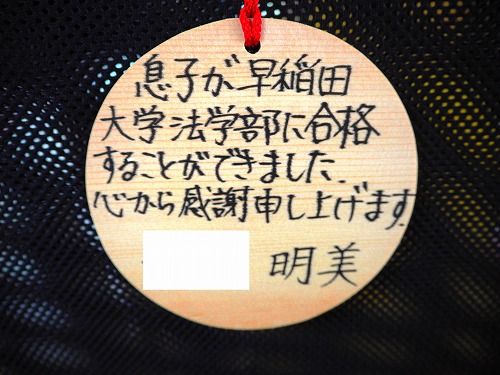 息子が早稲田
大学法学部に合格
することができました.
心から感謝申し上げます.
明美